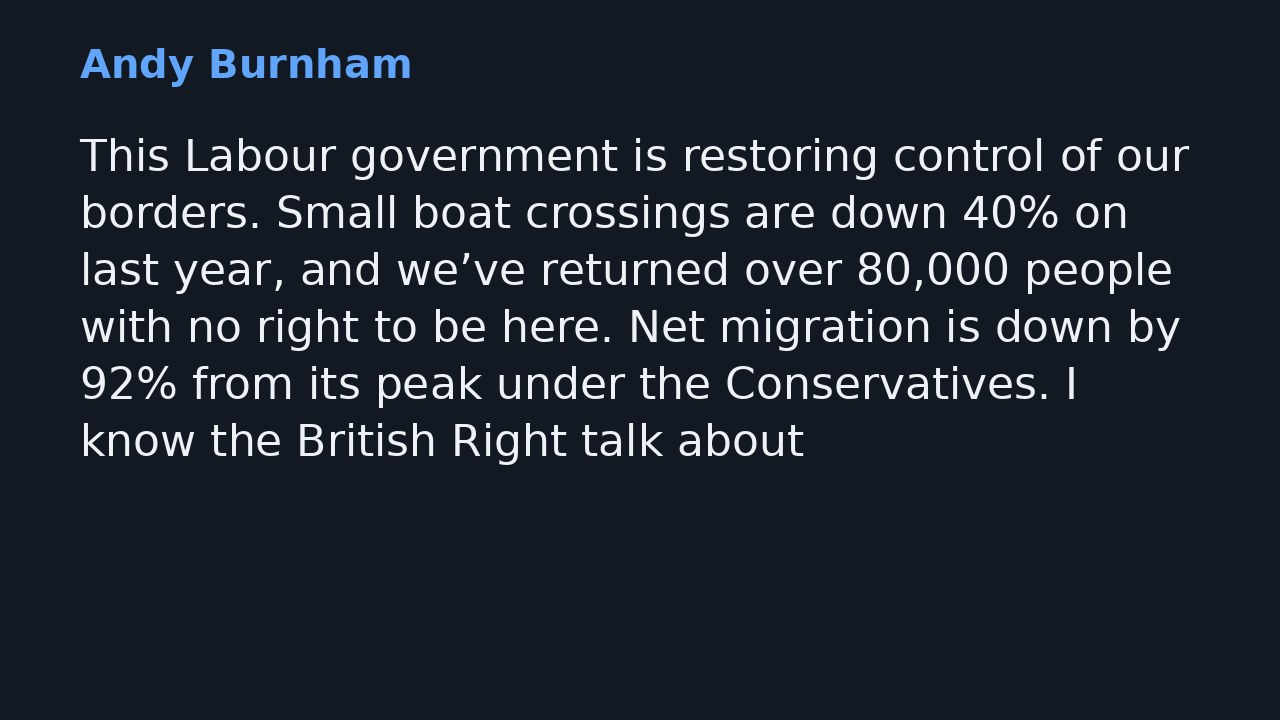 Andy Burnham
This Labour government is restoring control of our
borders. Small boat crossings are down 40% on
last year, and we’ve returned over 80,000 people
with no right to be here. Net migration is down by
92% from its peak under the Conservatives. I
know the British Right talk about